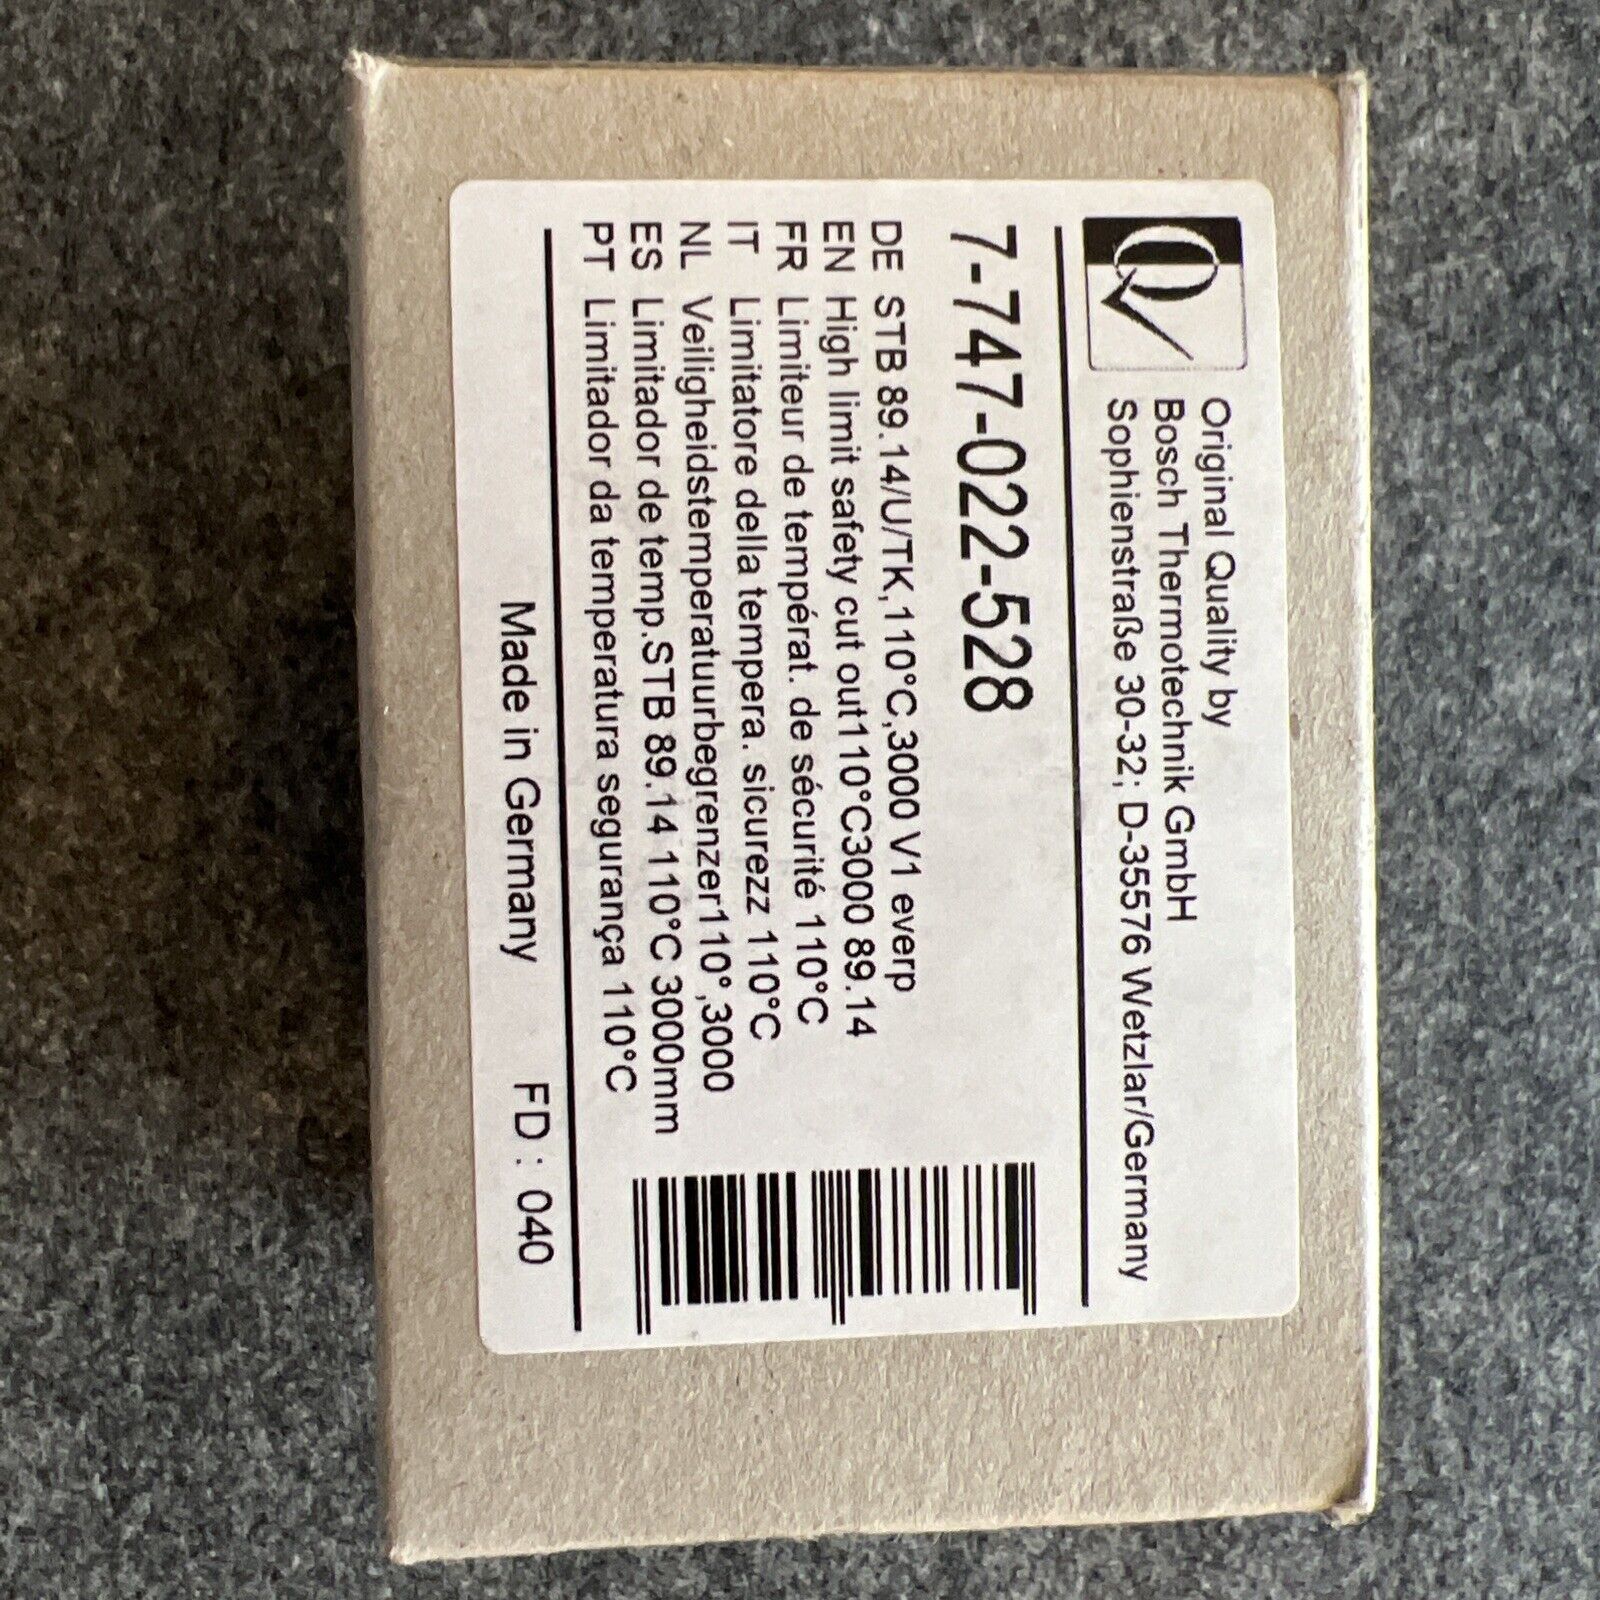 Original Quality by
Bosch Thermotechnik GmbH
Sophienstraße 30-32; D-35576 Wetzlar/Germany
7-747-022-528
DE STB 89.14/U/TK,110°C,3000 V1 everp
EN High limit safety cut out110°C3000 89.14
FR Limiteur de températ. de sécurité 110°C
IT Limitatore della tempera. sicurezz 110°C
NL Veiligheidstemperatuurbegrenzer110°,3000
ES Limitador de temp.STB 89.14 110°C 3000mm
PT Limitador da temperatura segurança 110°C
Made in Germany FD : 040